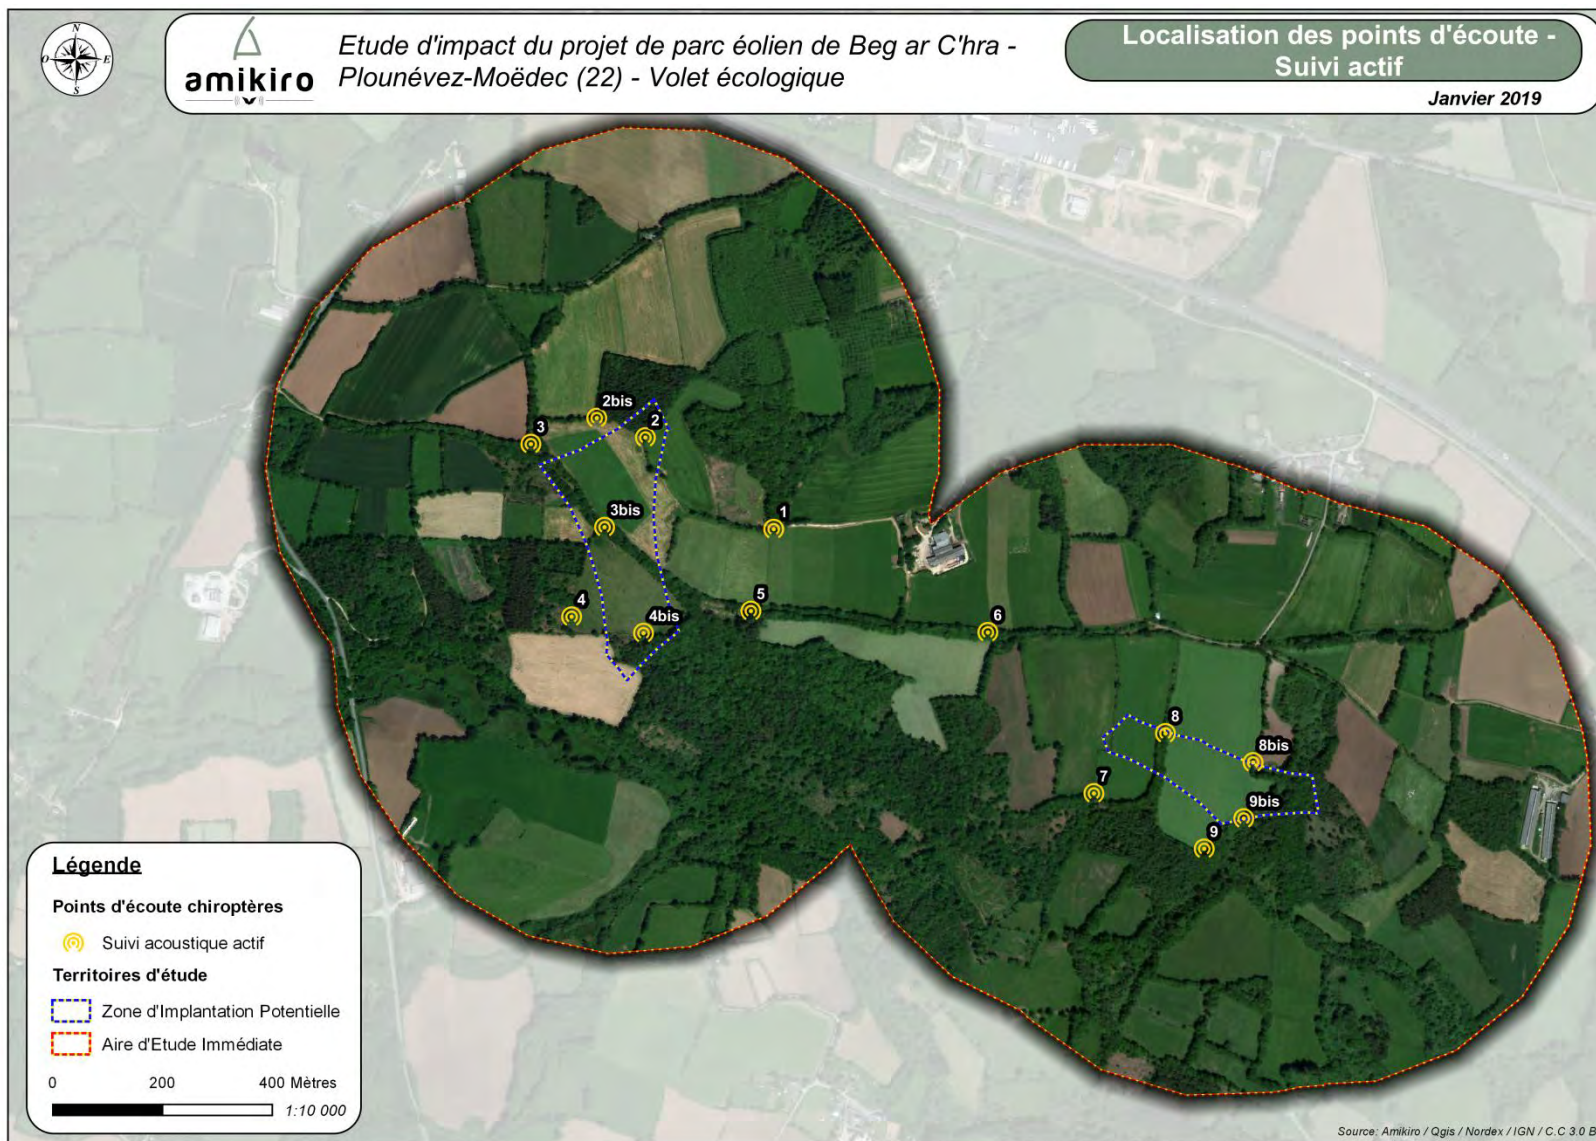 N
O
E
S
amikiro
Etude d'impact du projet de parc éolien de Beg ar C'hra -
Plounévez-Moëdec (22) - Volet écologique
Localisation des points d'écoute -
Suivi actif
Janvier 2019
2bis
2
3
3bis
1
4
4bis
5
6
8
8bis
7
9bis
9
Légende
Points d'écoute chiroptères
Suivi acoustique actif
Territoires d'étude
Zone d'Implantation Potentielle
Aire d'Etude Immédiate
0 200 400 Mètres
1:10 000
Source: Amikiro / Qgis / Nordex / IGN / C.C 3.0